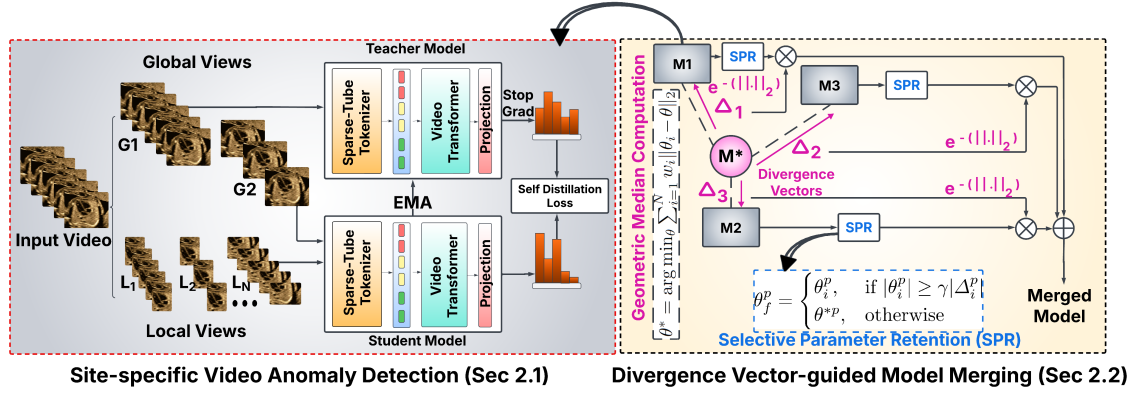 Teacher Model
Global Views
G1
G2
Input Video
L1
L2
LN
Local Views
Sparse-Tube
Tokenizer
Video
Transformer
Projection
Stop
Grad
EMA
Self Distillation
Loss
Sparse-Tube
Tokenizer
Video
Transformer
Projection
Student Model
Site-specific Video Anomaly Detection (Sec 2.1)
Geometric Median Computation
θ* = arg min_θ ∑_{i=1}^{N} w_i||θ_i − θ||_2
M1
SPR
e-(||.||2)
Δ1
M3
SPR
M*
Δ2
e-(||.||2)
Divergence
Vectors
Δ3
e-(||.||2)
M2
SPR
θ_f^p = { θ_i^p, if |θ_i^p| ≥ γ|Δ_i^p|
θ*^p, otherwise
Selective Parameter Retention (SPR)
Merged
Model
Divergence Vector-guided Model Merging (Sec 2.2)